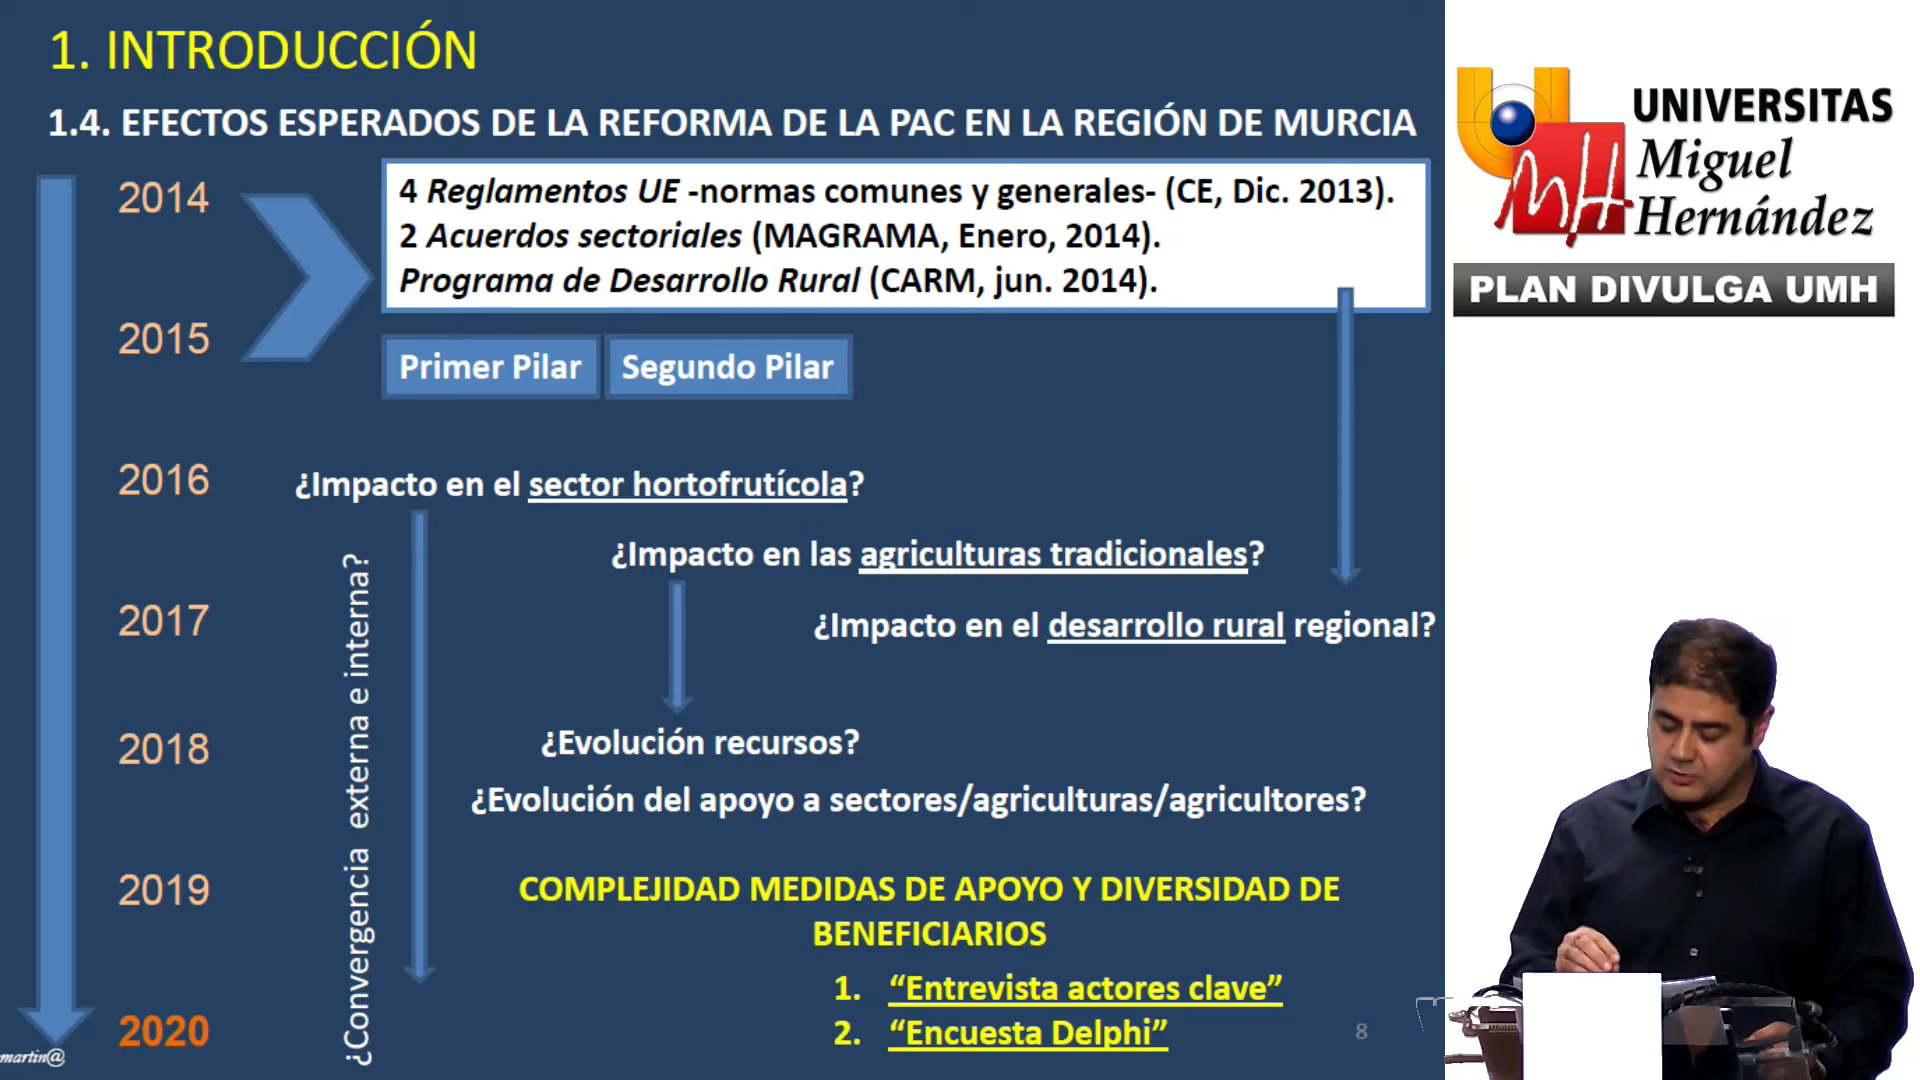 1. INTRODUCCIÓN
1.4. EFECTOS ESPERADOS DE LA REFORMA DE LA PAC EN LA REGIÓN DE MURCIA
2014
4 Reglamentos UE -normas comunes y generales- (CE, Dic. 2013).
2 Acuerdos sectoriales (MAGRAMA, Enero, 2014).
Programa de Desarrollo Rural (CARM, jun. 2014).
2015
Primer Pilar
Segundo Pilar
2016
¿Impacto en el sector hortofrutícola?
¿Impacto en las agriculturas tradicionales?
2017
¿Impacto en el desarrollo rural regional?
¿Convergencia externa e interna?
2018
¿Evolución recursos?
¿Evolución del apoyo a sectores/agriculturas/agricultores?
2019
COMPLEJIDAD MEDIDAS DE APOYO Y DIVERSIDAD DE
BENEFICIARIOS
1. “Entrevista actores clave”
2. “Encuesta Delphi”
2020
8
martin@
UNIVERSITAS
Miguel
Hernández
UMH
PLAN DIVULGA UMH